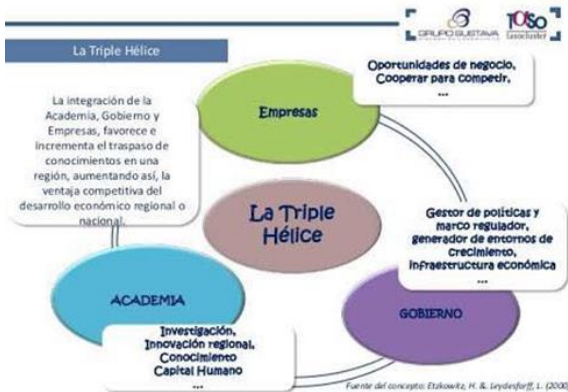 GRUPO GUSTAVA
La Triple Hélice
Oportunidades de negocio,
Cooperar para competir,
...
La integración de la
Academia, Gobierno y
Empresas, favorece e
incrementa el traspaso de
conocimientos en una
región, aumentando así, la
ventaja competitiva del
desarrollo económico regional o
nacional.
Empresas
La Triple
Hélice
Gestor de políticas y
marco regulador,
generador de entornos de
crecimiento,
infraestructura económica
...
ACADEMIA
GOBIERNO
Investigación,
Innovación regional,
Conocimiento
Capital Humano
...
Fuente del concepto: Etzkowitz, H. & Leydesforff, L. (2000)